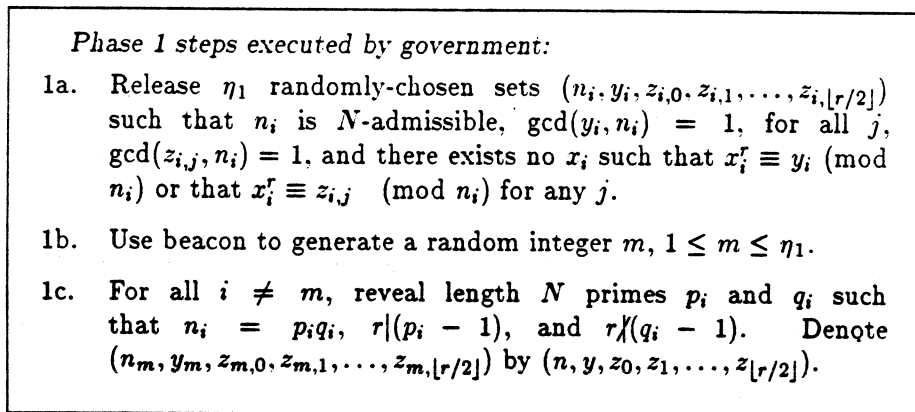 Phase 1 steps executed by government:
1a. Release η₁ randomly-chosen sets (nᵢ, yᵢ, zᵢ,₀, zᵢ,₁, . . . , zᵢ,⌊r/2⌋)
such that nᵢ is N-admissible, gcd(yᵢ, nᵢ) = 1, for all j,
gcd(zᵢ,ⱼ, nᵢ) = 1, and there exists no xᵢ such that xᵢʳ ≡ yᵢ (mod
nᵢ) or that xᵢʳ ≡ zᵢ,ⱼ (mod nᵢ) for any j.
1b. Use beacon to generate a random integer m, 1 ≤ m ≤ η₁.
1c. For all i ≠ m, reveal length N primes pᵢ and qᵢ such
that nᵢ = pᵢqᵢ, r|(pᵢ − 1), and r∤(qᵢ − 1). Denote
(nₘ, yₘ, zₘ,₀, zₘ,₁, . . . , zₘ,⌊r/2⌋) by (n, y, z₀, z₁, . . . , z⌊r/2⌋).